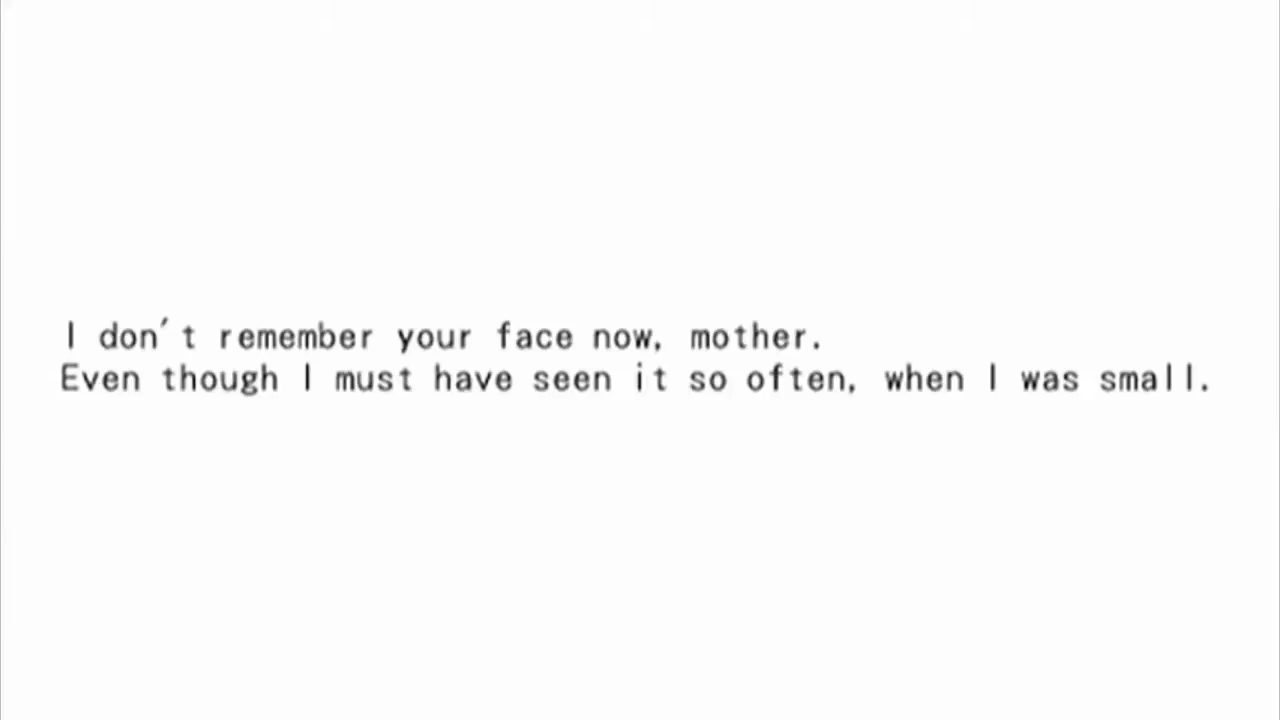 I don't remember your face now, mother.
Even though I must have seen it so often, when I was small.